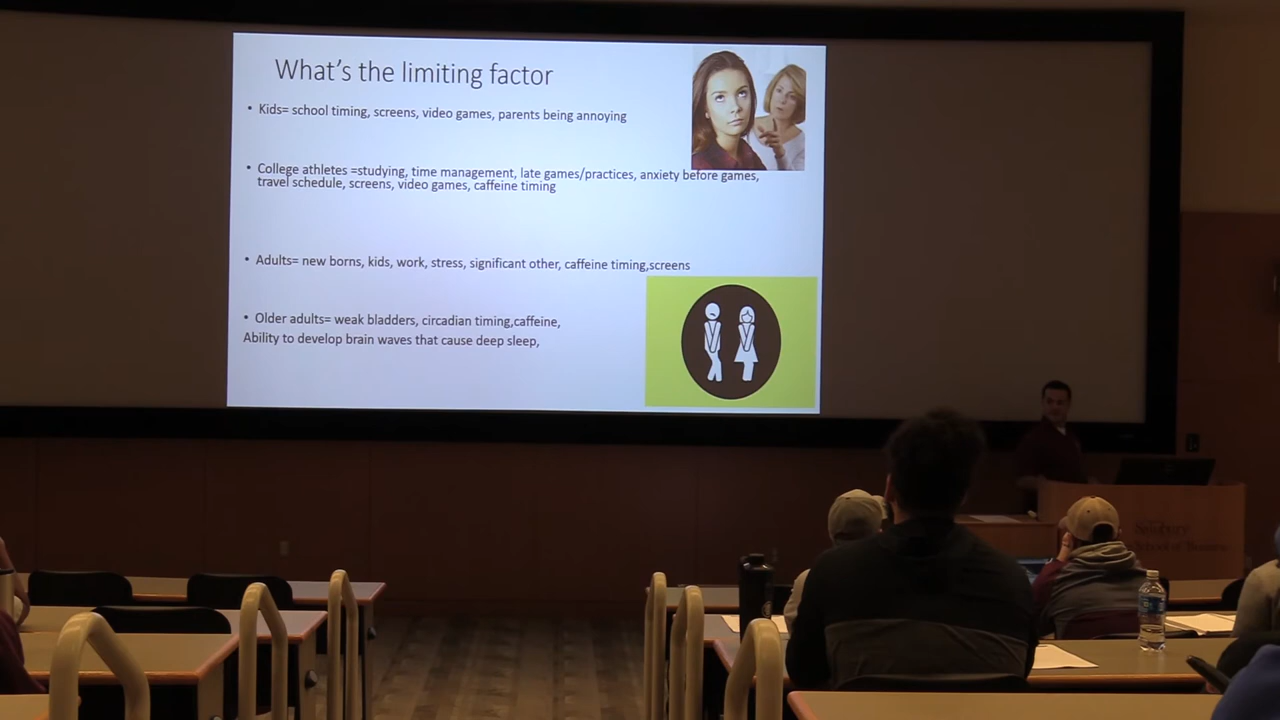 What's the limiting factor
• Kids= school timing, screens, video games, parents being annoying
• College athletes =studying, time management, late games/practices, anxiety before games,
travel schedule, screens, video games, caffeine timing
• Adults= new borns, kids, work, stress, significant other, caffeine timing,screens
• Older adults= weak bladders, circadian timing,caffeine,
Ability to develop brain waves that cause deep sleep,
School of